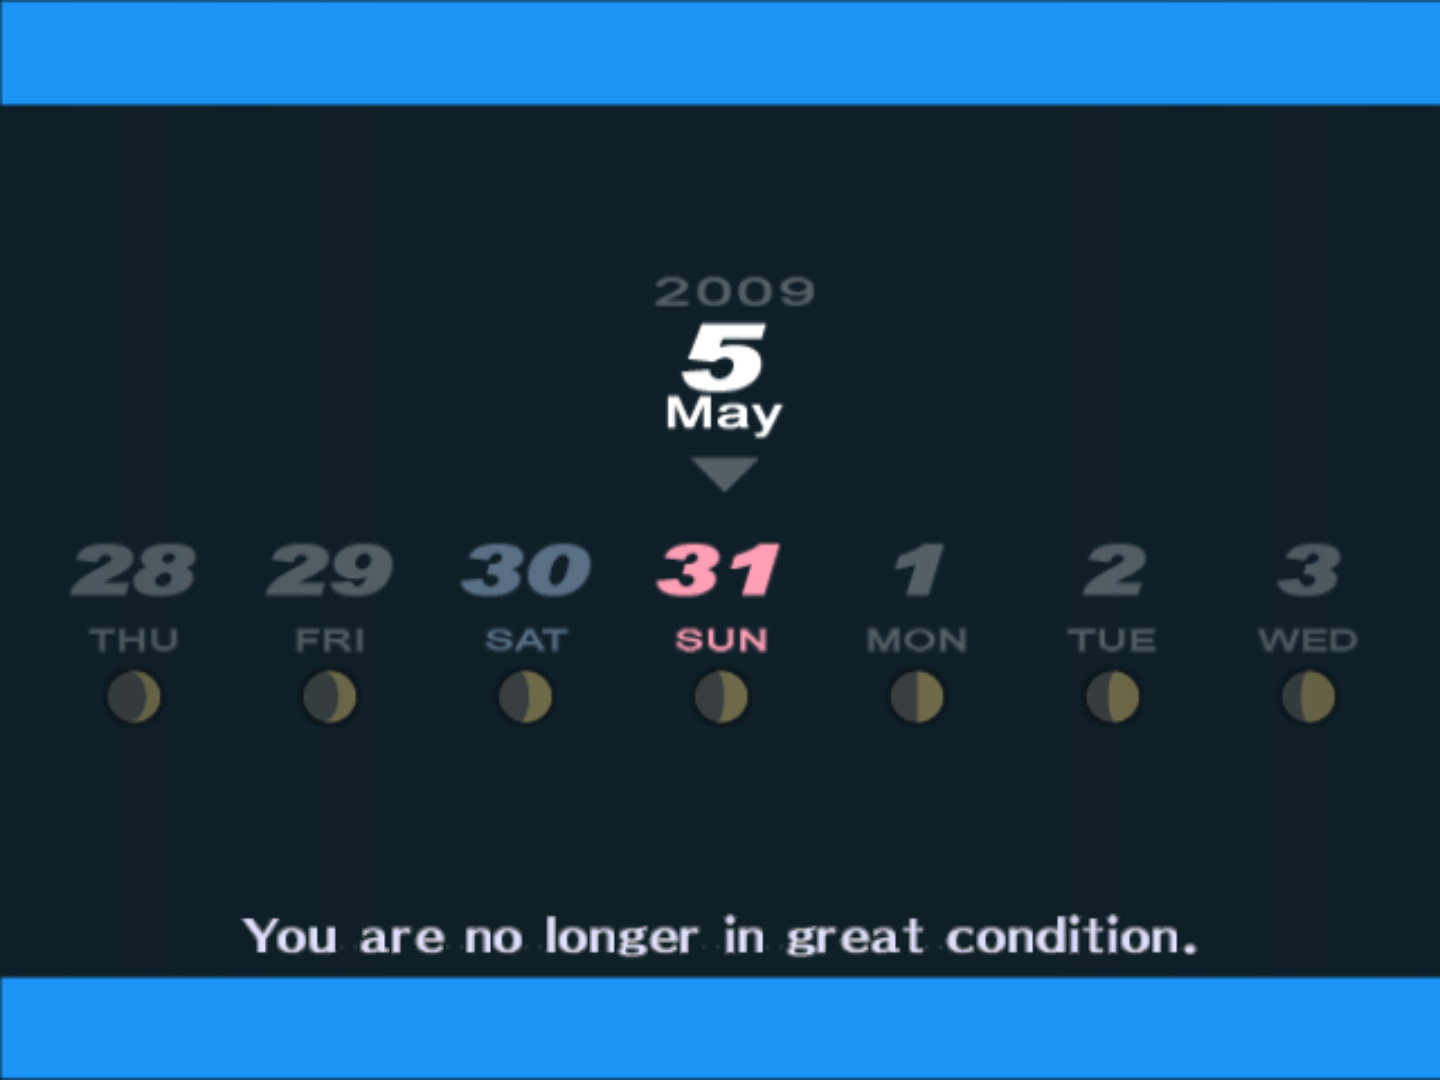 2009
5
May
28 29 30 31 1 2 3
THU FRI SAT SUN MON TUE WED
You are no longer in great condition.